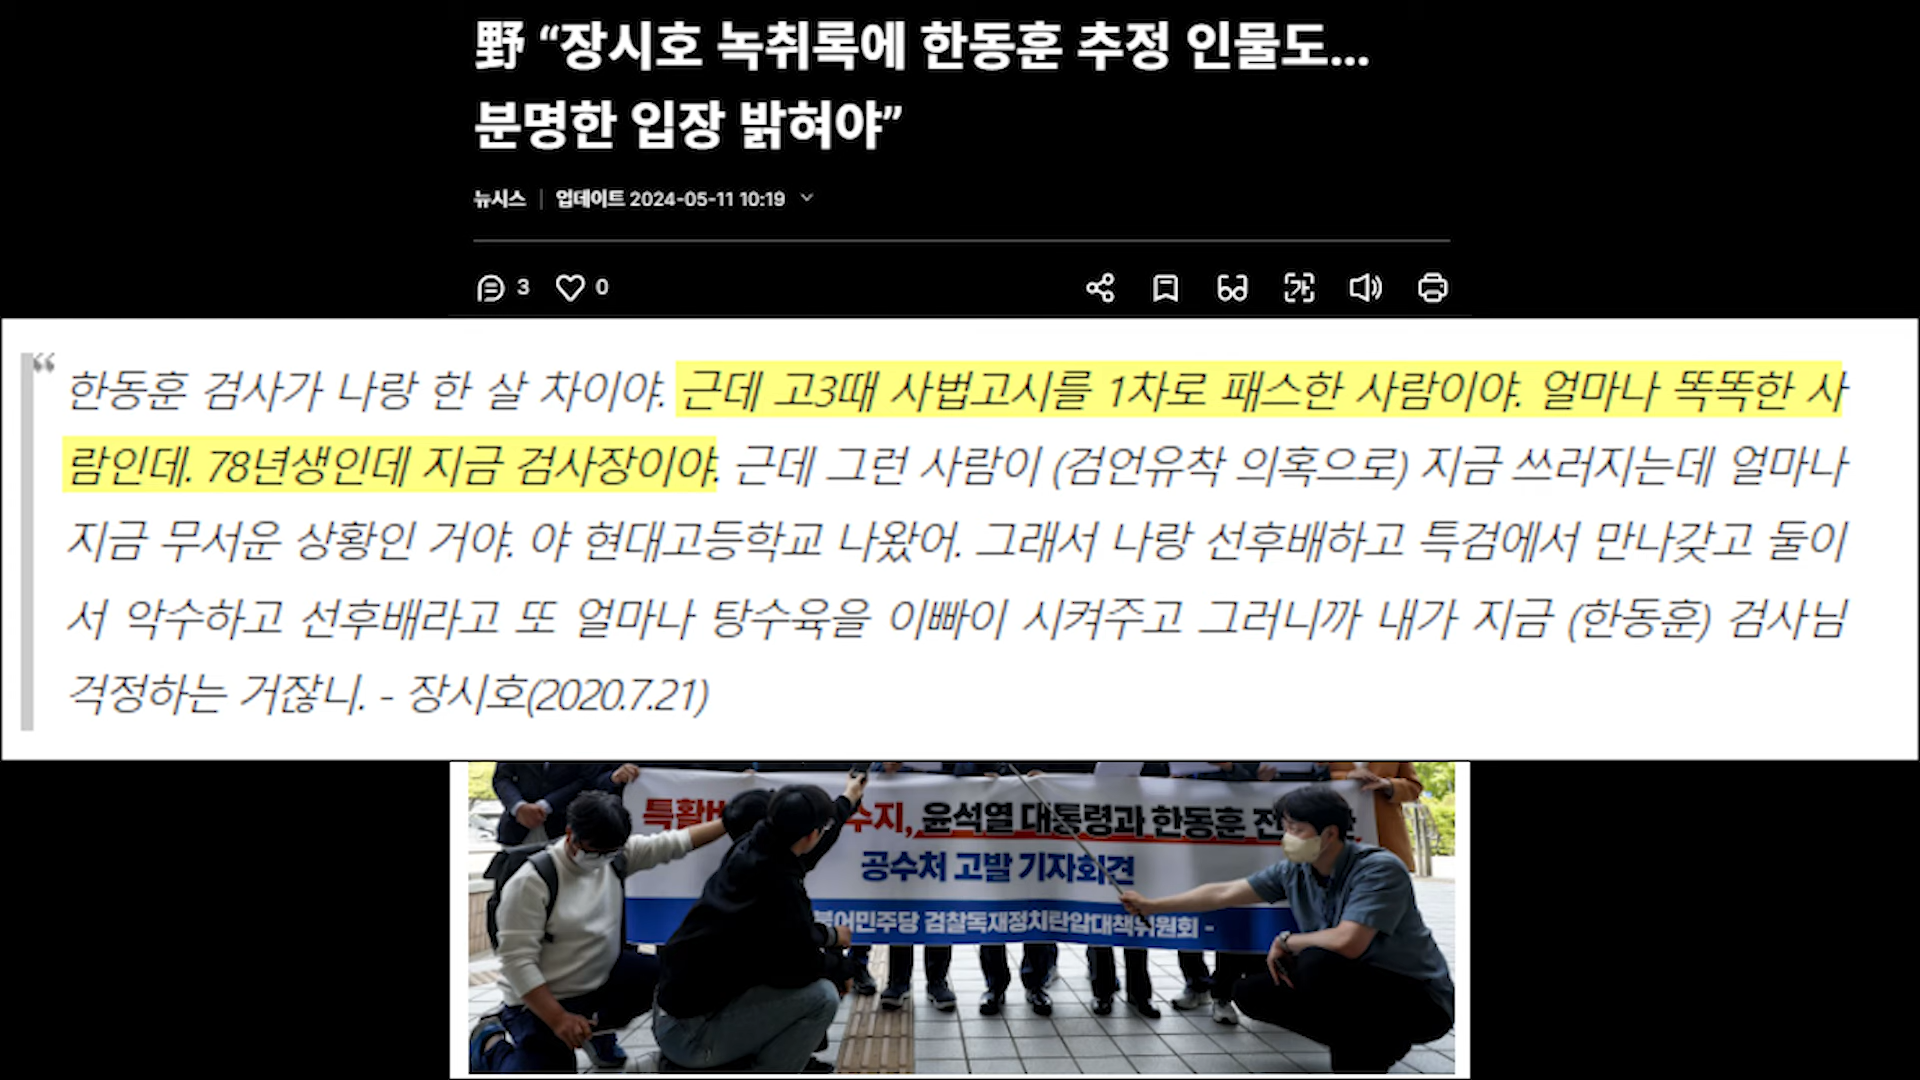 野 “장시호 녹취록에 한동훈 추정 인물도…
분명한 입장 밝혀야”
뉴시스 | 업데이트 2024-05-11 10:19
3 0
가
“
한동훈 검사가 나랑 한 살 차이야. 근데 고3때 사법고시를 1차로 패스한 사람이야. 얼마나 똑똑한 사
람인데. 78년생인데 지금 검사장이야. 근데 그런 사람이 (검언유착 의혹으로) 지금 쓰러지는데 얼마나
지금 무서운 상황인 거야. 야 현대고등학교 나왔어. 그래서 나랑 선후배하고 특검에서 만나갖고 둘이
서 악수하고 선후배라고 또 얼마나 탕수육을 이빠이 시켜주고 그러니까 내가 지금 (한동훈) 검사님
걱정하는 거잖니. - 장시호(2020.7.21)
수지, 윤석열 대통령과 한동훈 전
공수처 고발 기자회견
검찰독재정치탄압대책위원회 -